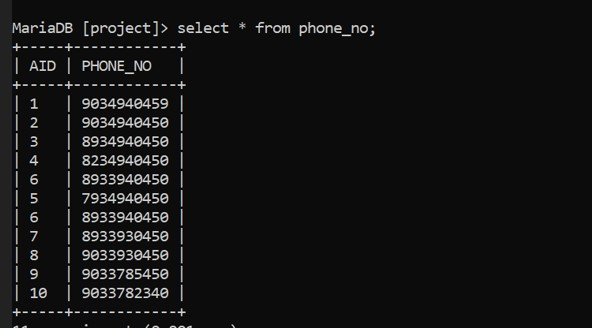 MariaDB [project]> select * from phone_no;
+-----+------------+
| AID | PHONE_NO   |
+-----+------------+
| 1   | 9034940459 |
| 2   | 9034940450 |
| 3   | 8934940450 |
| 4   | 8234940450 |
| 6   | 8933940450 |
| 5   | 7934940450 |
| 6   | 8933940450 |
| 7   | 8933930450 |
| 8   | 9033930450 |
| 9   | 9033785450 |
| 10  | 9033782340 |
+-----+------------+